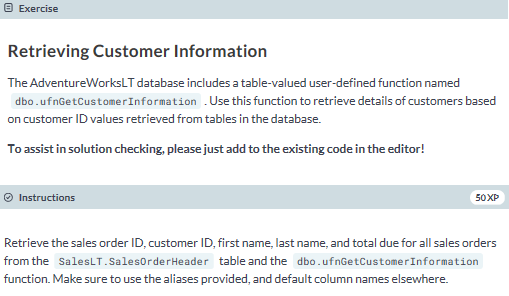 Exercise
Retrieving Customer Information
The AdventureWorksLT database includes a table-valued user-defined function named
dbo.ufnGetCustomerInformation . Use this function to retrieve details of customers based
on customer ID values retrieved from tables in the database.
To assist in solution checking, please just add to the existing code in the editor!
Instructions
50 XP
Retrieve the sales order ID, customer ID, first name, last name, and total due for all sales orders
from the SalesLT.SalesOrderHeader table and the dbo.ufnGetCustomerInformation
function. Make sure to use the aliases provided, and default column names elsewhere.